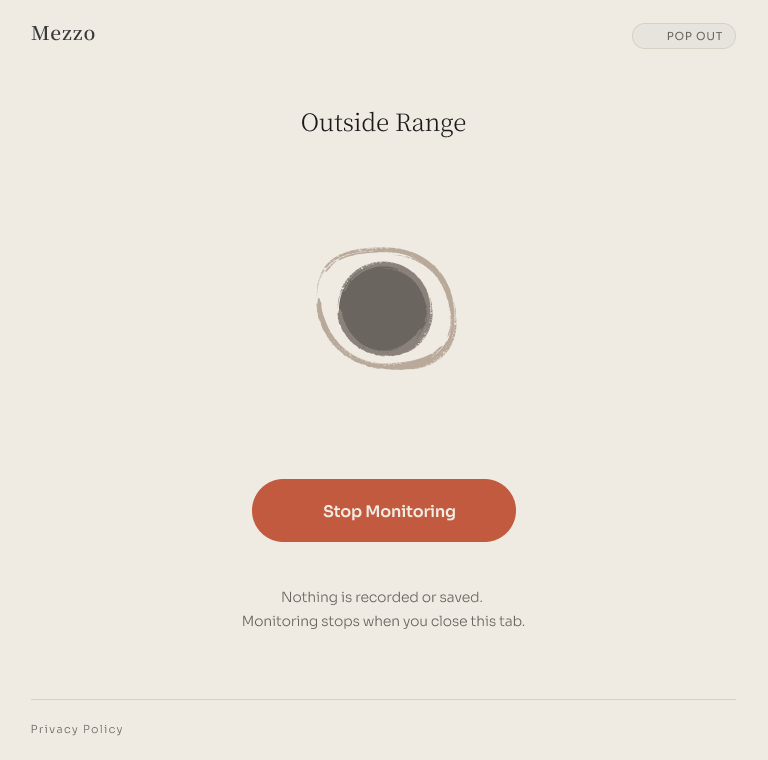 Mezzo
POP OUT
Outside Range
Stop Monitoring
Nothing is recorded or saved.
Monitoring stops when you close this tab.
Privacy Policy